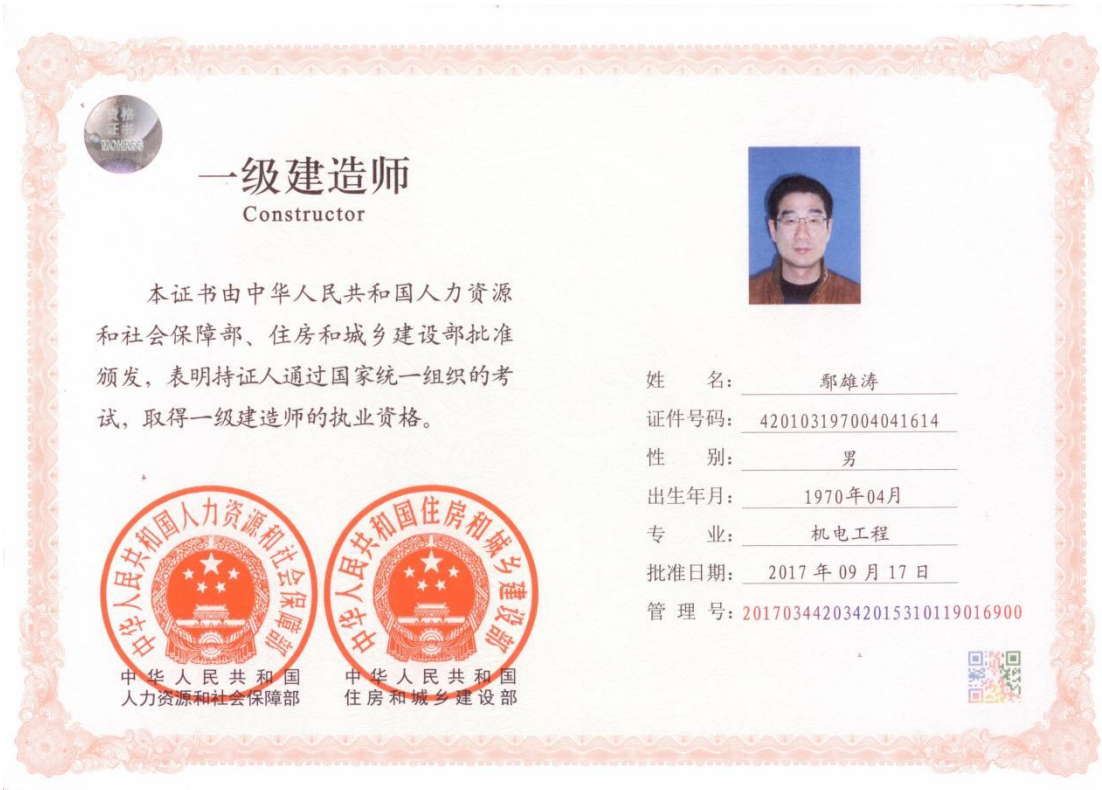 资格
证书
MOHRSS
一级建造师
Constructor
本证书由中华人民共和国人力资源
和社会保障部、住房和城乡建设部批准
颁发，表明持证人通过国家统一组织的考
试，取得一级建造师的执业资格。
中华人民共和国人力资源和社会保障部
中华人民共和国住房和城乡建设部
中华人民共和国
人力资源和社会保障部
中华人民共和国
住房和城乡建设部
姓 名： 鄢雄涛
证件号码： 420103197004041614
性 别： 男
出生年月： 1970年04月
专 业： 机电工程
批准日期： 2017年09月17日
管 理 号：2017034420342015310119016900